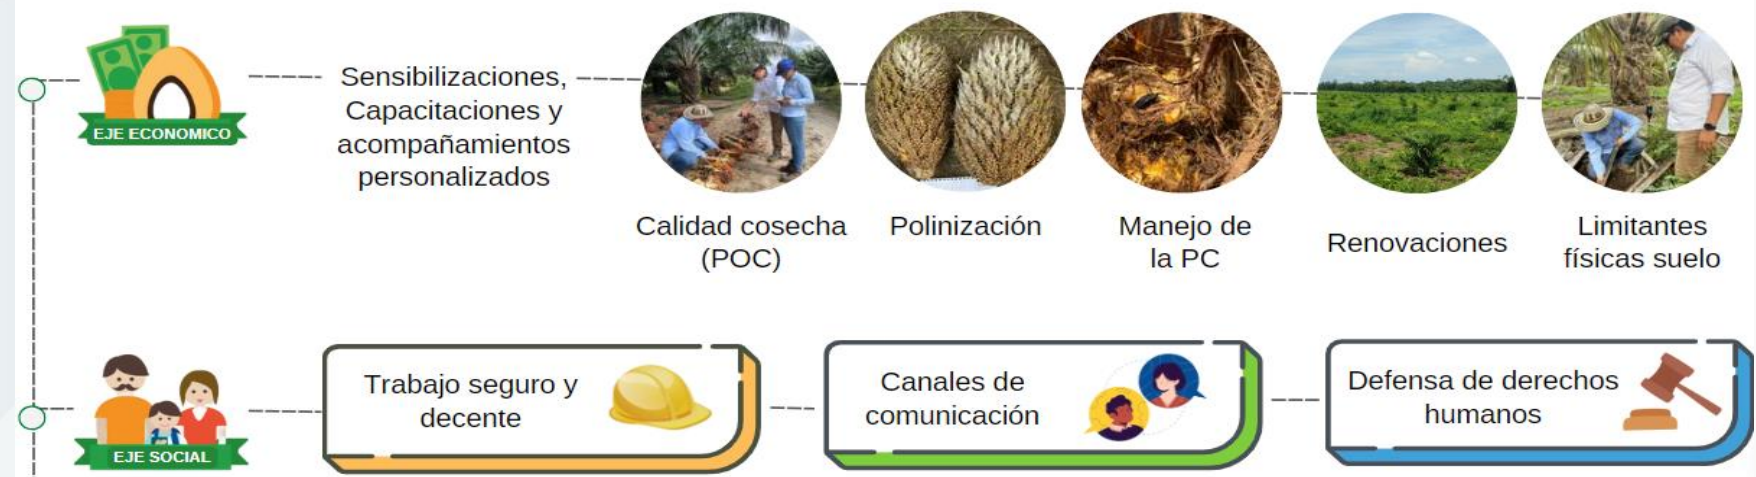 EJE ECONOMICO
Sensibilizaciones,
Capacitaciones y
acompañamientos
personalizados
Calidad cosecha
(POC)
Polinización
Manejo de
la PC
Renovaciones
Limitantes
físicas suelo
EJE SOCIAL
Trabajo seguro y
decente
Canales de
comunicación
Defensa de derechos
humanos